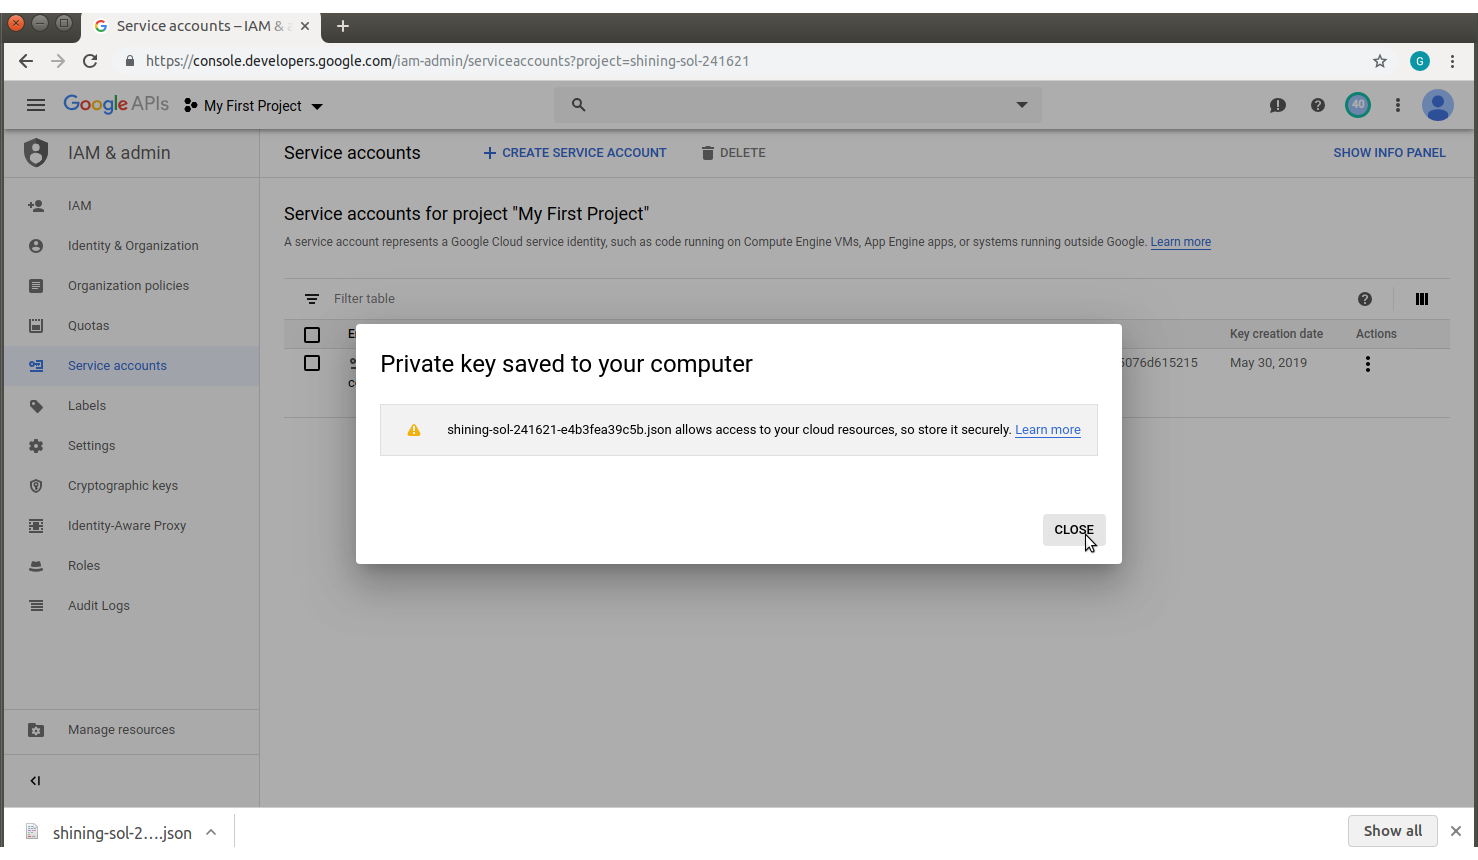 Service accounts – IAM &
https://console.developers.google.com/iam-admin/serviceaccounts?project=shining-sol-241621
G
Google APIs
My First Project
40
IAM & admin
Service accounts
CREATE SERVICE ACCOUNT
DELETE
SHOW INFO PANEL
IAM
Identity & Organization
Organization policies
Quotas
Service accounts
Labels
Settings
Cryptographic keys
Identity-Aware Proxy
Roles
Audit Logs
Manage resources
Service accounts for project "My First Project"
A service account represents a Google Cloud service identity, such as code running on Compute Engine VMs, App Engine apps, or systems running outside Google. Learn more
Filter table
Key creation date
Actions
6076d615215
May 30, 2019
Private key saved to your computer
shining-sol-241621-e4b3fea39c5b.json allows access to your cloud resources, so store it securely. Learn more
CLOSE
shining-sol-2....json
Show all